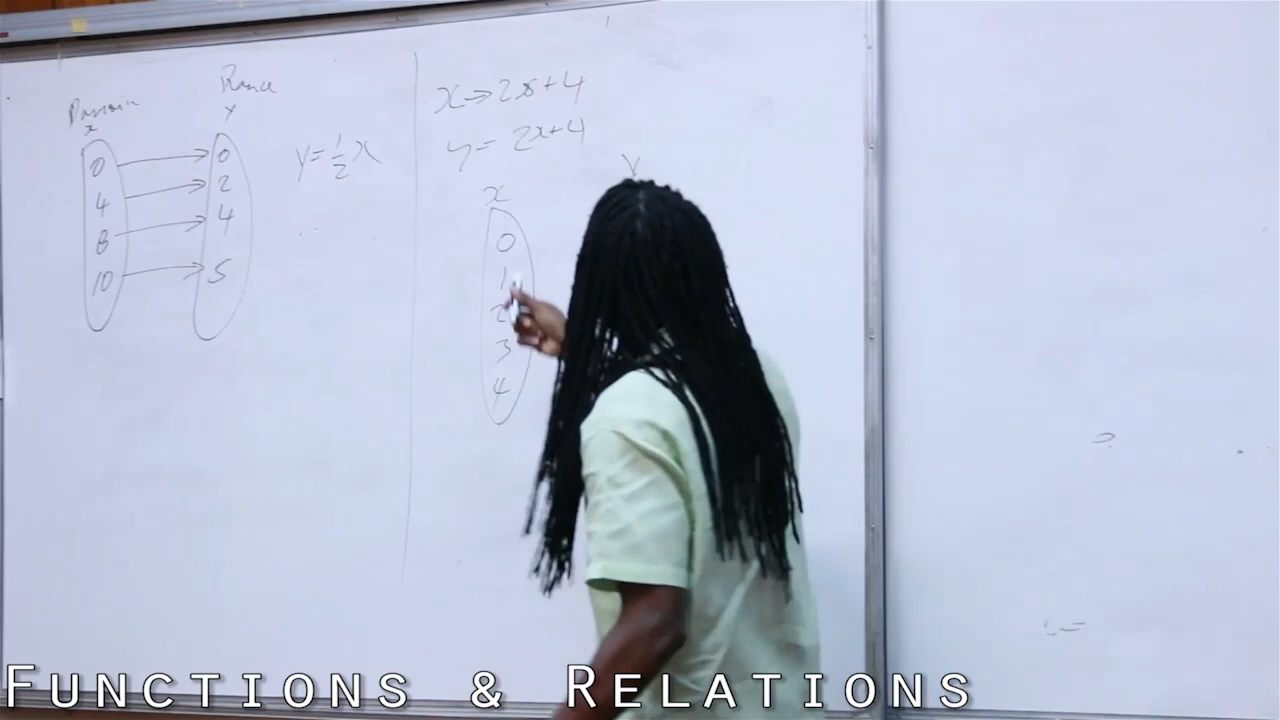 Domain Range
x y
0 0
4 2
8 4
10 5
y=½x
x→2x+4
y= 2x+4
x y
0
1
2
3
4
FUNCTIONS & RELATIONS